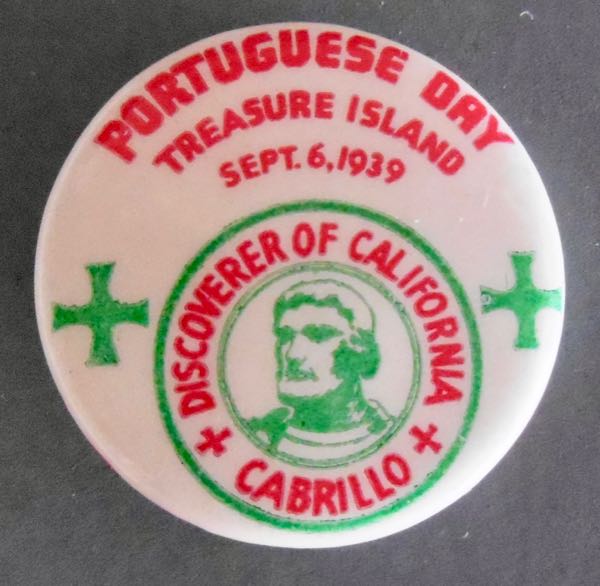 PORTUGUESE DAY
TREASURE ISLAND
SEPT. 6, 1939
DISCOVERER OF CALIFORNIA
CABRILLO